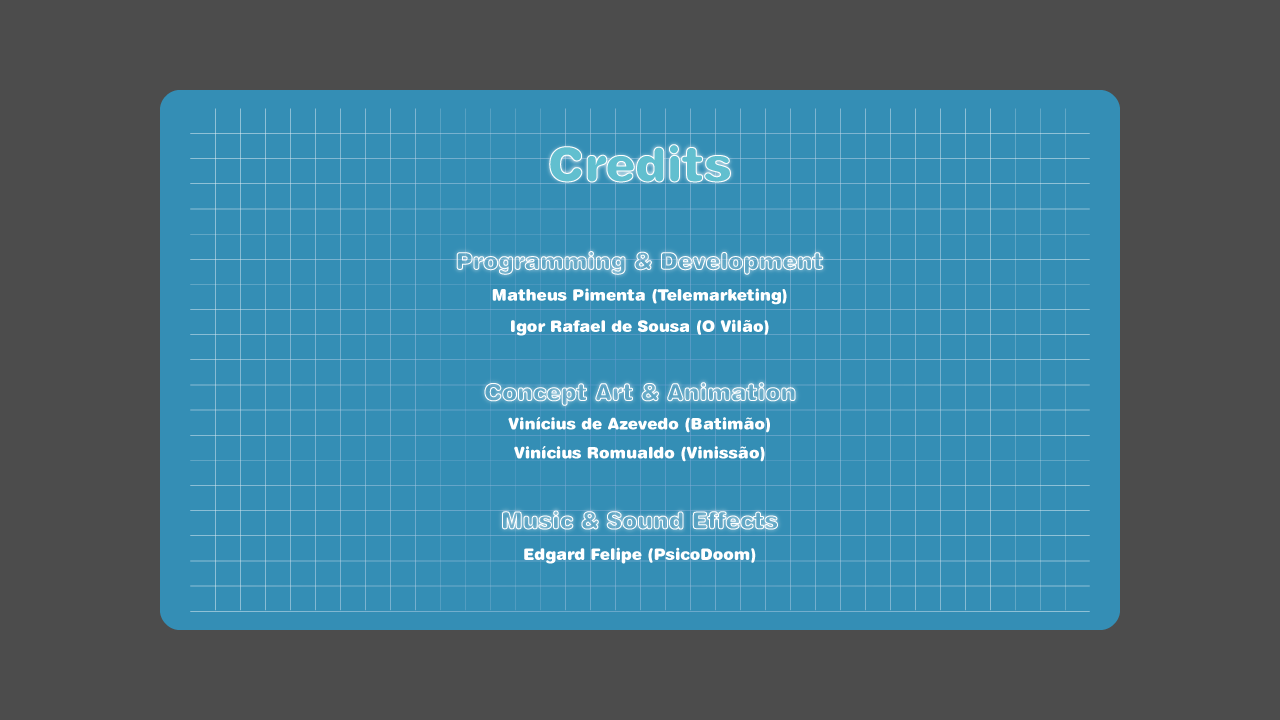 Credits
Programming & Development
Matheus Pimenta (Telemarketing)
Igor Rafael de Sousa (O Vilão)
Concept Art & Animation
Vinícius de Azevedo (Batimão)
Vinícius Romualdo (Vinissão)
Music & Sound Effects
Edgard Felipe (PsicoDoom)